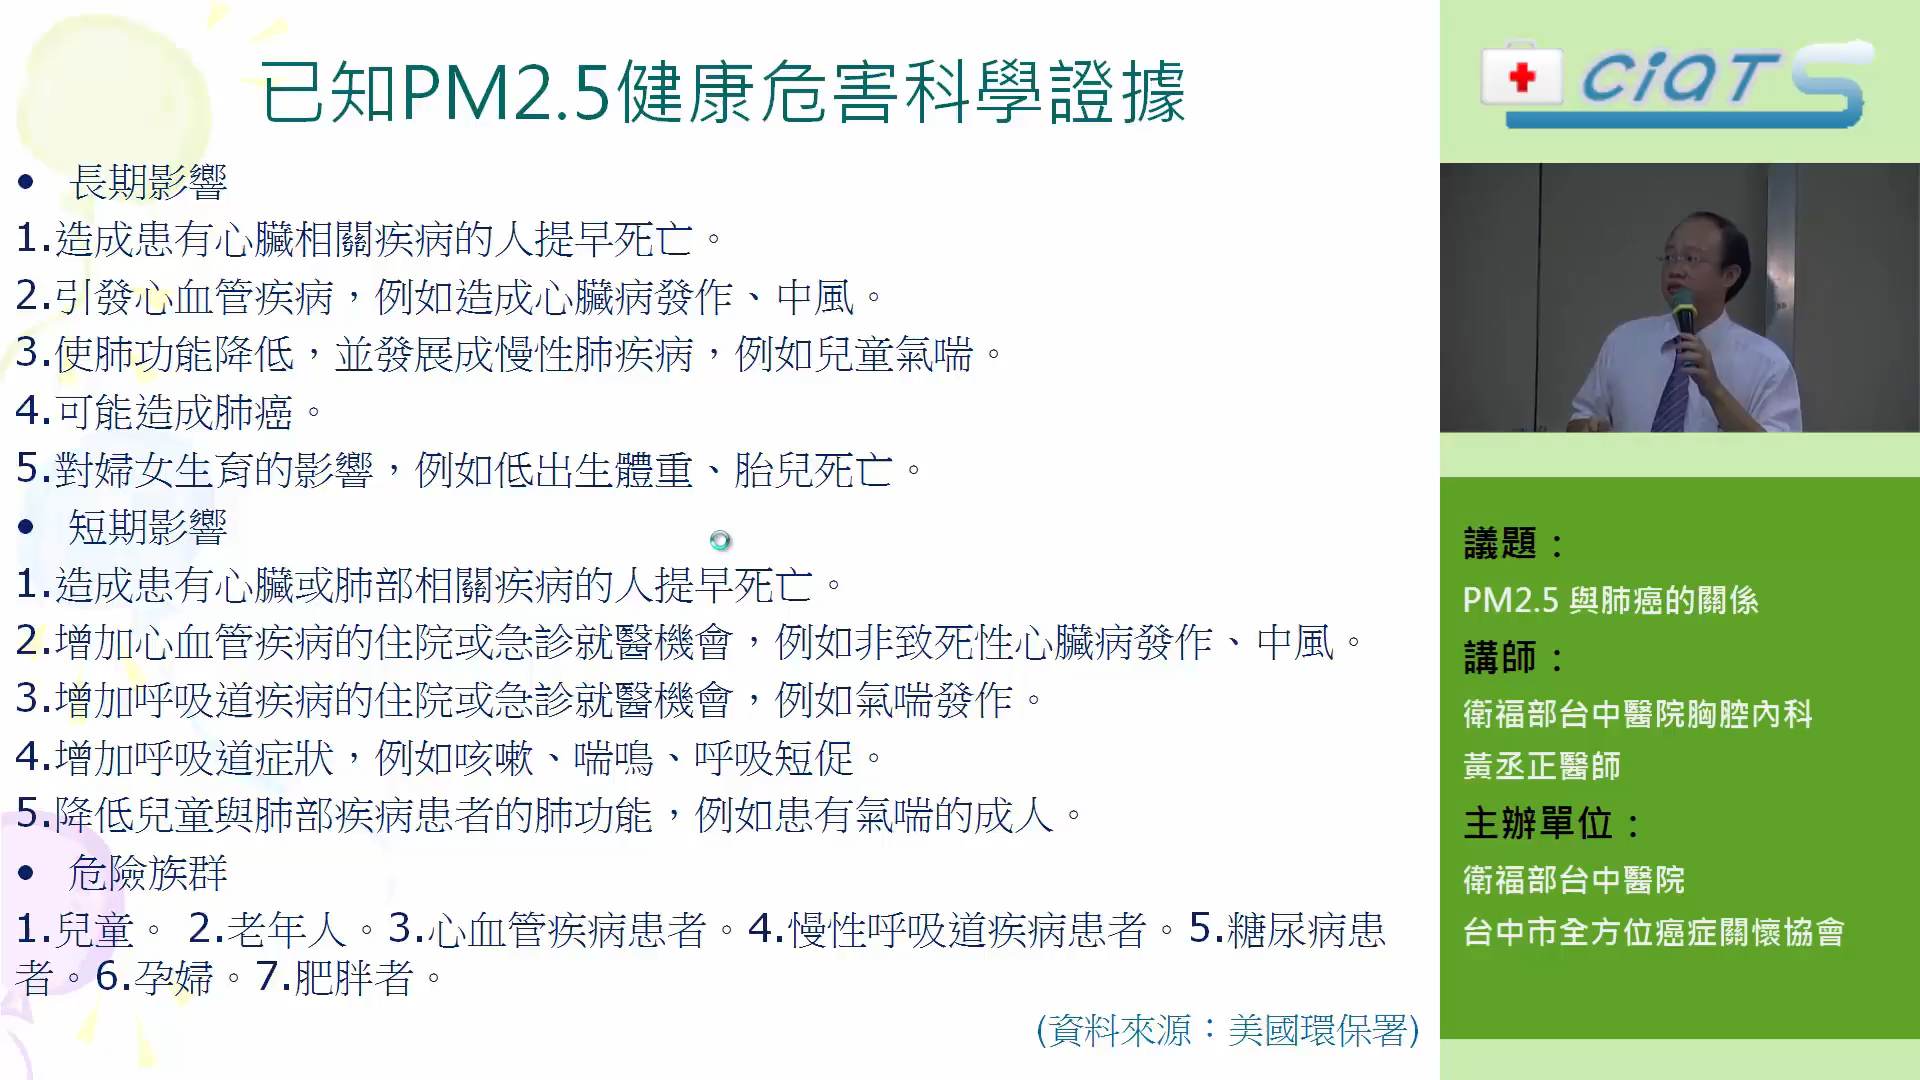 已知PM2.5健康危害科學證據
• 長期影響
1.造成患有心臟相關疾病的人提早死亡。
2.引發心血管疾病，例如造成心臟病發作、中風。
3.使肺功能降低，並發展成慢性肺疾病，例如兒童氣喘。
4.可能造成肺癌。
5.對婦女生育的影響，例如低出生體重、胎兒死亡。
• 短期影響
1.造成患有心臟或肺部相關疾病的人提早死亡。
2.增加心血管疾病的住院或急診就醫機會，例如非致死性心臟病發作、中風。
3.增加呼吸道疾病的住院或急診就醫機會，例如氣喘發作。
4.增加呼吸道症狀，例如咳嗽、喘鳴、呼吸短促。
5.降低兒童與肺部疾病患者的肺功能，例如患有氣喘的成人。
• 危險族群
1.兒童。 2.老年人。3.心血管疾病患者。4.慢性呼吸道疾病患者。5.糖尿病患
者。6.孕婦。7.肥胖者。
(資料來源：美國環保署)
CiATS
議題：
PM2.5 與肺癌的關係
講師：
衛福部台中醫院胸腔內科
黃丞正醫師
主辦單位：
衛福部台中醫院
台中市全方位癌症關懷協會